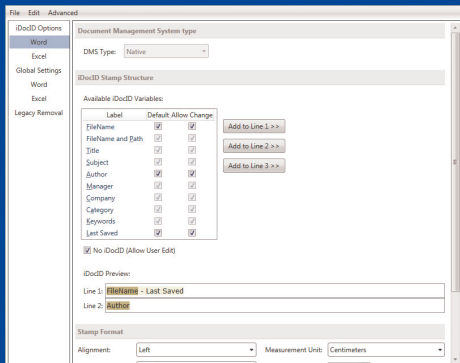 File Edit Advanced
iDocID Options
Word
Excel
Global Settings
Word
Excel
Legacy Removal
Document Management System type
DMS Type: Native
iDocID Stamp Structure
Available iDocID Variables:
Label Default Allow Change
FileName
FileName and Path
Title
Subject
Author
Manager
Company
Category
Keywords
Last Saved
Add to Line 1 >>
Add to Line 2 >>
Add to Line 3 >>
No iDocID (Allow User Edit)
iDocID Preview:
Line 1: FileName - Last Saved
Line 2: Author
Stamp Format
Alignment: Left Measurement Unit: Centimeters